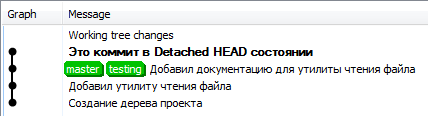 Graph Message
Working tree changes
Это коммит в Detached HEAD состоянии
master testing Добавил документацию для утилиты чтения файла
Добавил утилиту чтения файла
Создание дерева проекта